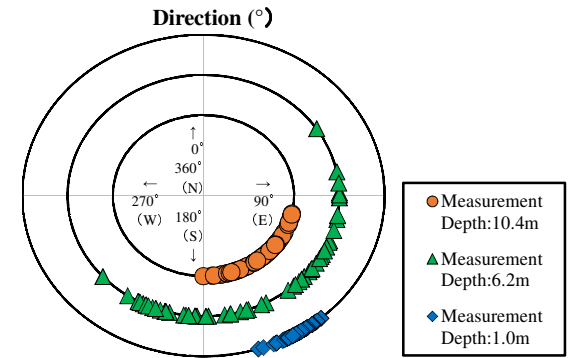 Direction (°)
↑
0°
360°
(N)
← →
270° 90°
(W) (E)
180°
(S)
↓
Measurement
Depth:10.4m
Measurement
Depth:6.2m
Measurement
Depth:1.0m